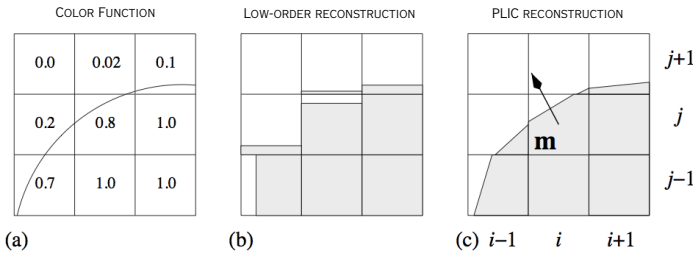 COLOR FUNCTION
LOW-ORDER RECONSTRUCTION
PLIC RECONSTRUCTION
0.0 0.02 0.1
0.2 0.8 1.0
0.7 1.0 1.0
m
j+1
j
j−1
(a)
(b)
(c) i−1 i i+1